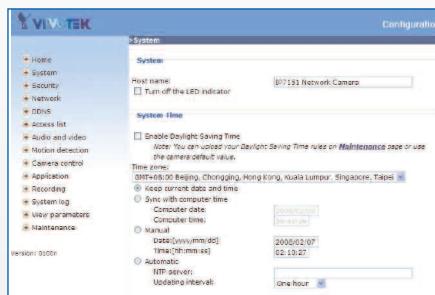 VIVOTEK
Configuratio
>System
Home
System
Security
Network
DDNS
Access list
Audio and video
Motion detection
Camera control
Application
Recording
System log
View parameters
Maintenance
Version: 0100n
System
Host name:
IP7151 Network Camera
Turn off the LED indicator
System Time
Enable Daylight Saving Time
Note: You can upload your Daylight Saving Time rules on Maintenance page or use
the camera default value.
Time zone:
GMT+08:00 Beijing, Chongqing, Hong Kong, Kuala Lumpur, Singapore, Taipei
Keep current date and time
Sync with computer time
Computer date:
Computer time:
Manual
Date:[yyyy/mm/dd]
2008/02/07
Time:[hh:mm:ss]
02:10:27
Automatic
NTP server:
Updating interval:
One hour